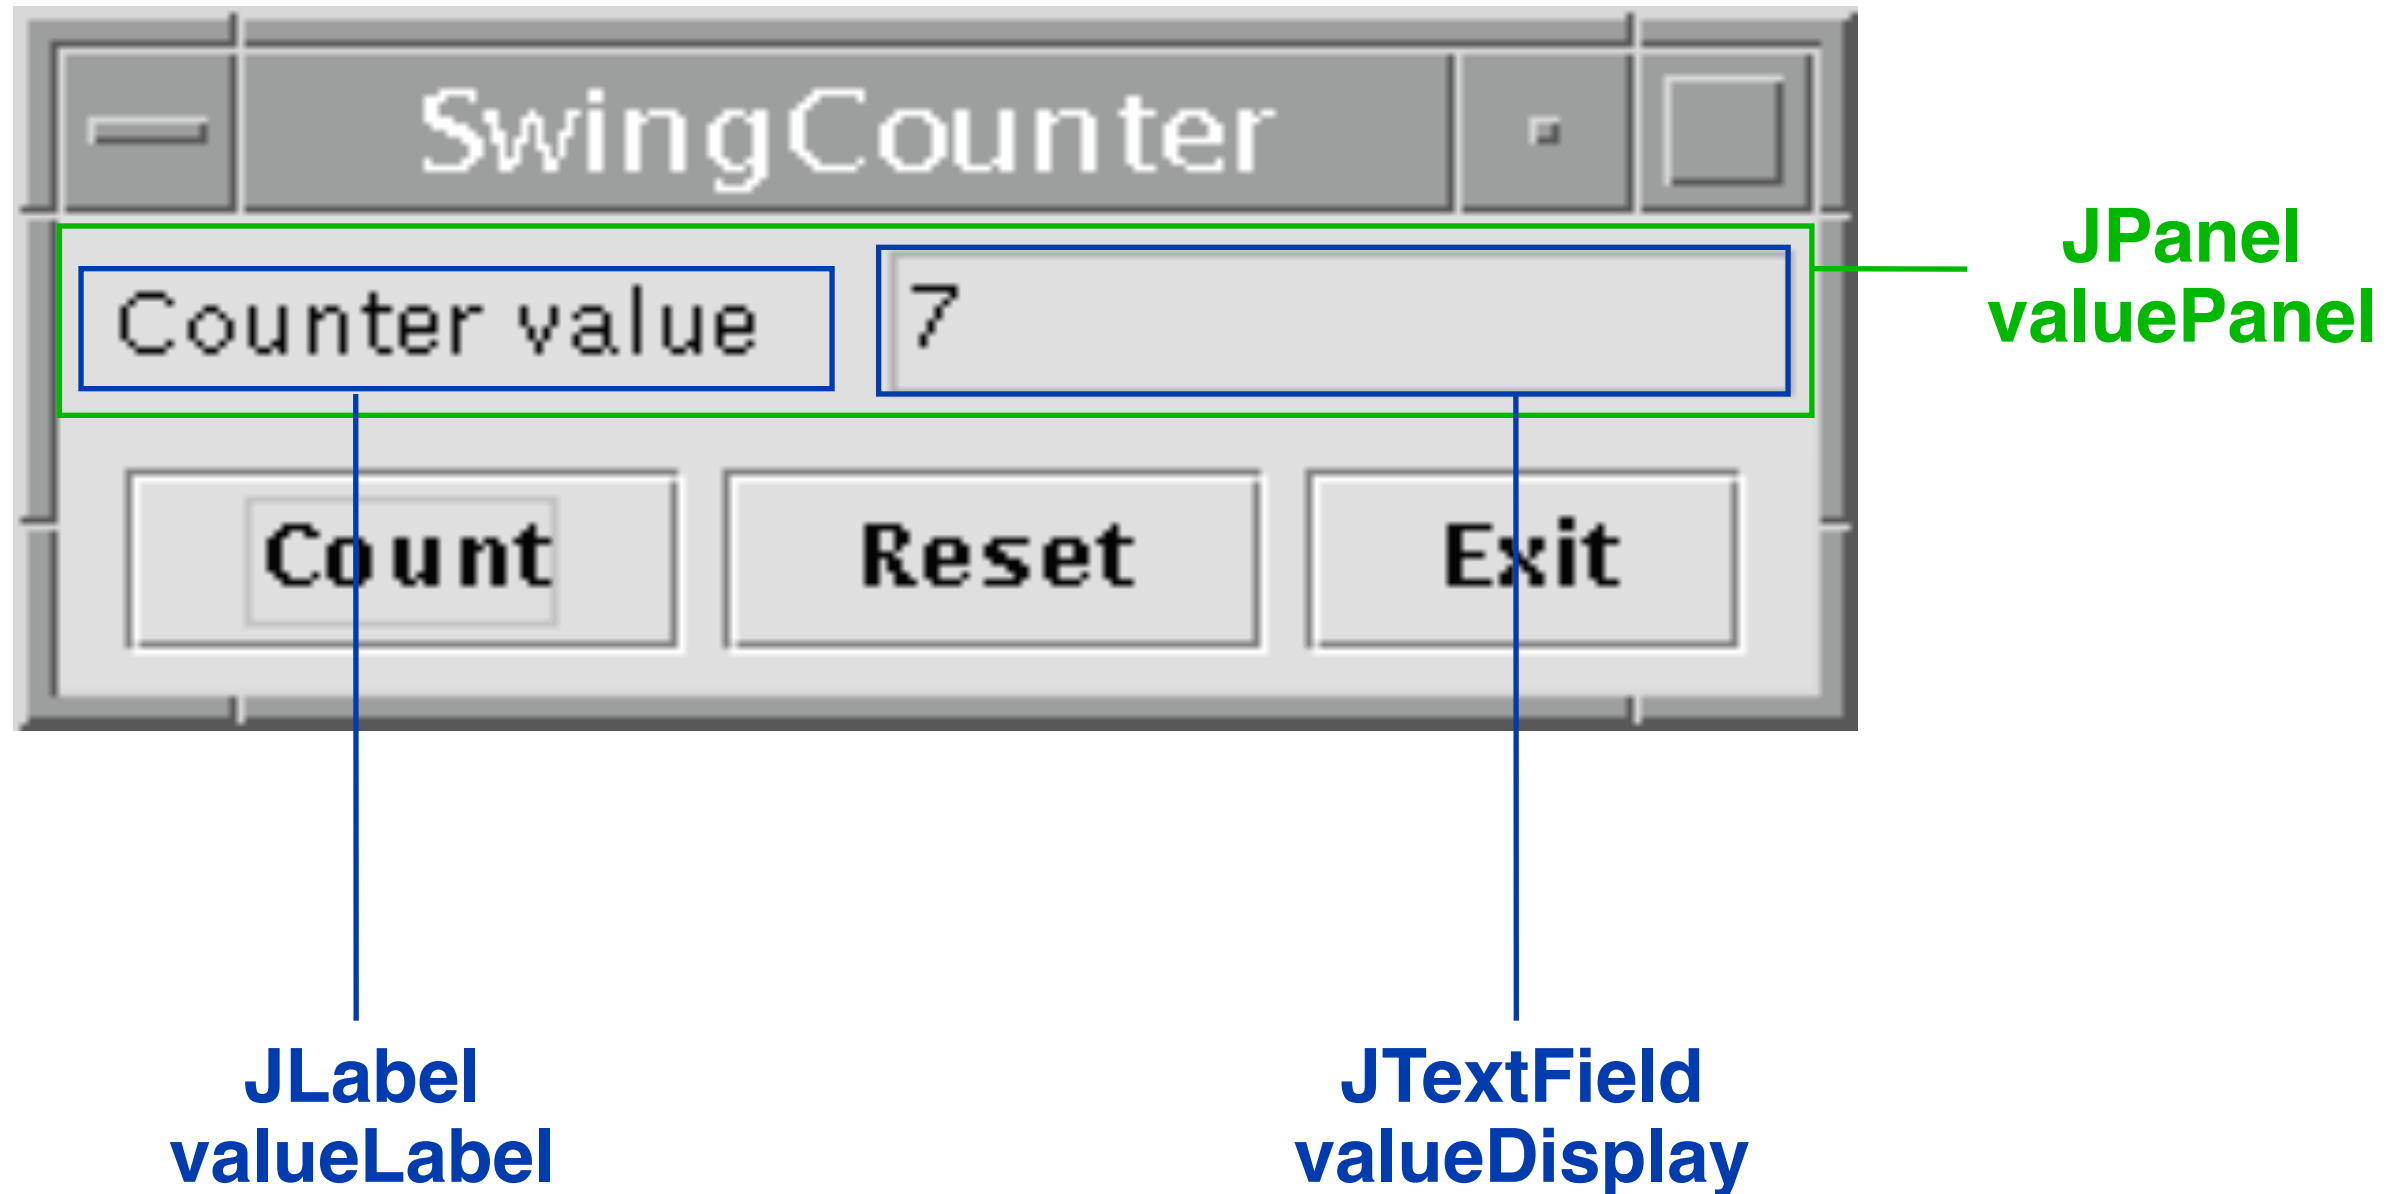 SwingCounter
Counter value 7
JPanel
valuePanel
Count Reset Exit
JLabel
valueLabel
JTextField
valueDisplay